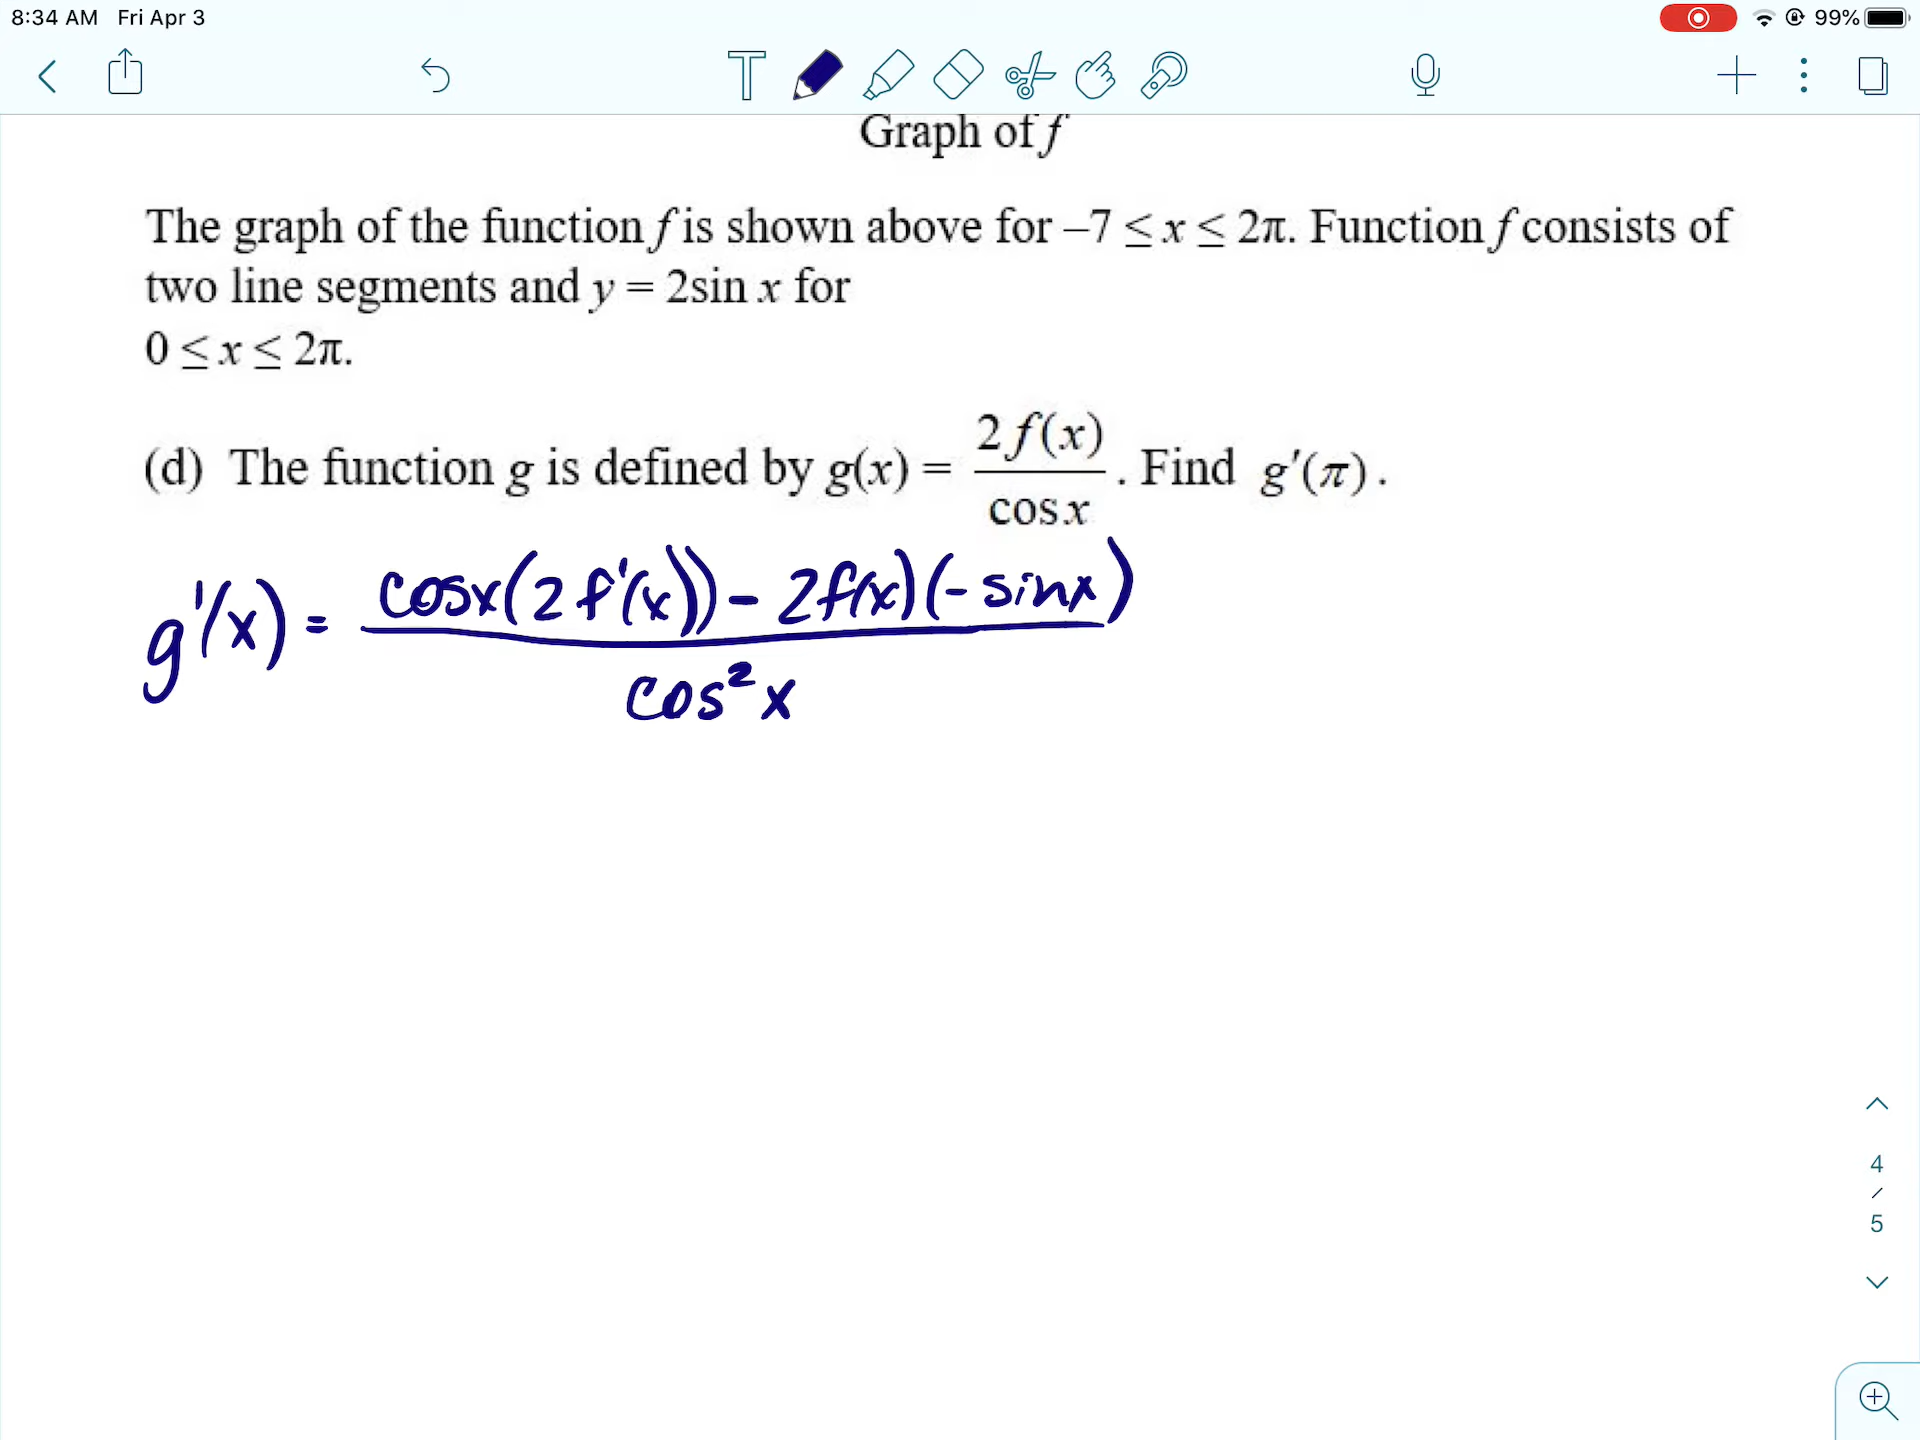 8:34 AM Fri Apr 3 99%
T
Graph of f
The graph of the function f is shown above for –7 ≤ x ≤ 2π. Function f consists of
two line segments and y = 2sin x for
0 ≤ x ≤ 2π.
(d) The function g is defined by g(x) = 2f(x)/cos x . Find g′(π).
g'(x) = cosx(2f'(x)) - 2f(x)(-sinx)
cos²x
4
/
5